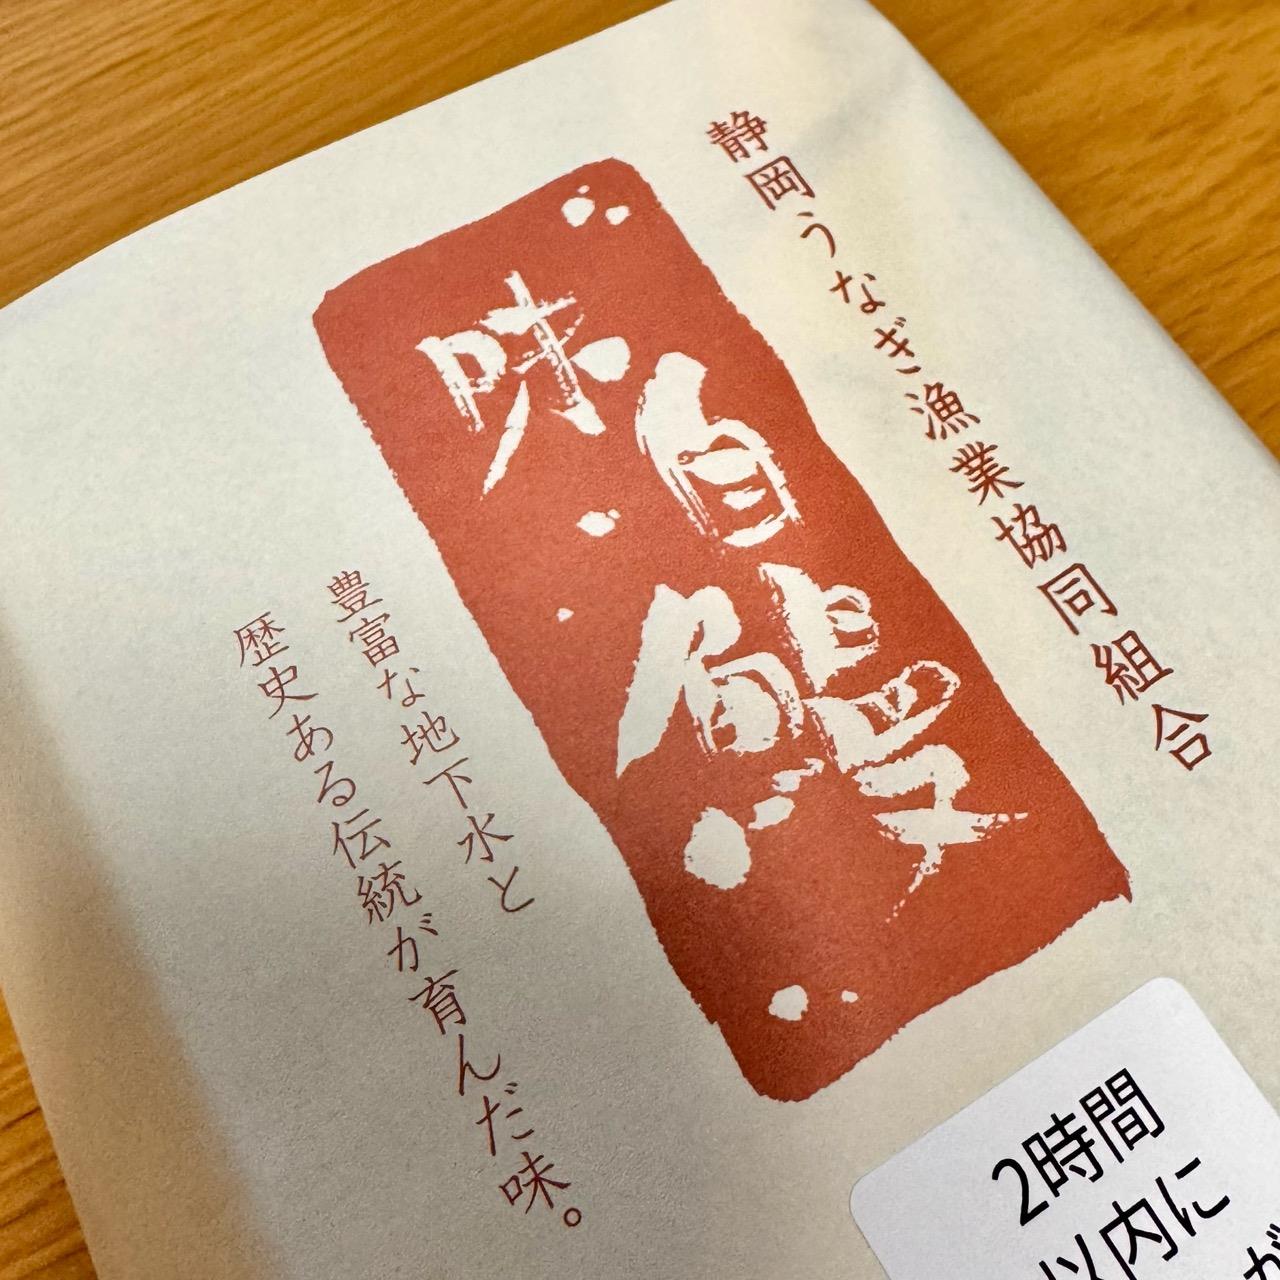 静岡うなぎ漁業協同組合
自慢
味
豊富な地下水と
歴史ある伝統が育んだ味。
2時間
以内に
が